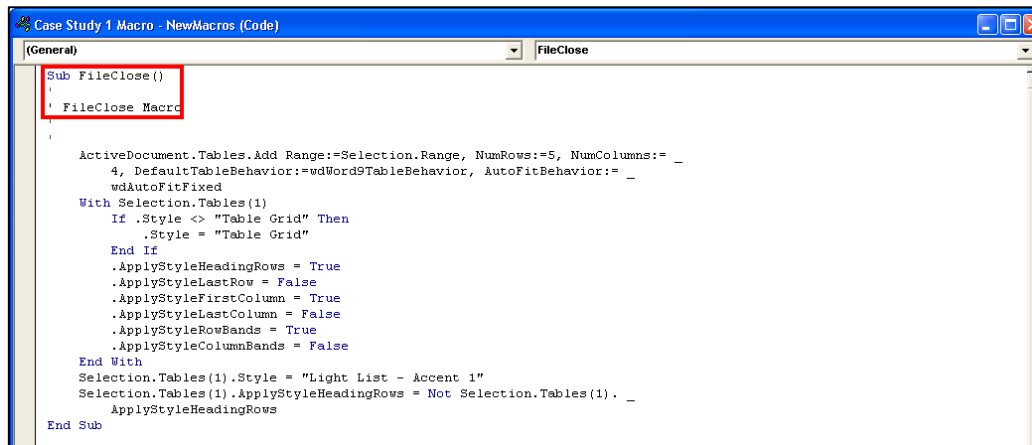 Case Study 1 Macro - NewMacros (Code)
(General) FileClose
Sub FileClose()
'
' FileClose Macro
'
'
ActiveDocument.Tables.Add Range:=Selection.Range, NumRows:=5, NumColumns:= _
4, DefaultTableBehavior:=wdWord9TableBehavior, AutoFitBehavior:= _
wdAutoFitFixed
With Selection.Tables(1)
If .Style <> "Table Grid" Then
.Style = "Table Grid"
End If
.ApplyStyleHeadingRows = True
.ApplyStyleLastRow = False
.ApplyStyleFirstColumn = True
.ApplyStyleLastColumn = False
.ApplyStyleRowBands = True
.ApplyStyleColumnBands = False
End With
Selection.Tables(1).Style = "Light List - Accent 1"
Selection.Tables(1).ApplyStyleHeadingRows = Not Selection.Tables(1). _
ApplyStyleHeadingRows
End Sub